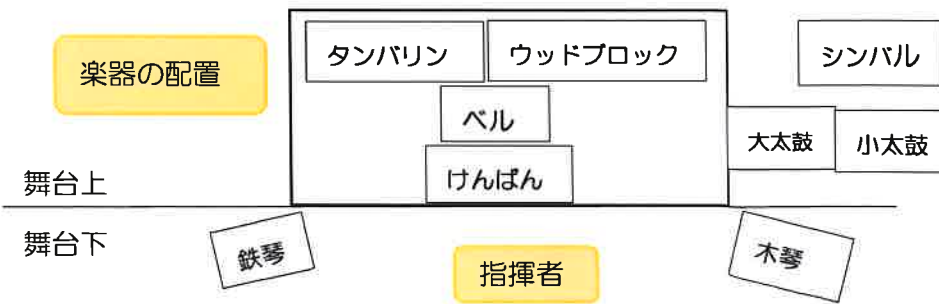 楽器の配置
タンバリン
ウッドブロック
シンバル
ベル
大太鼓
小太鼓
けんばん
舞台上
舞台下
鉄琴
指揮者
木琴